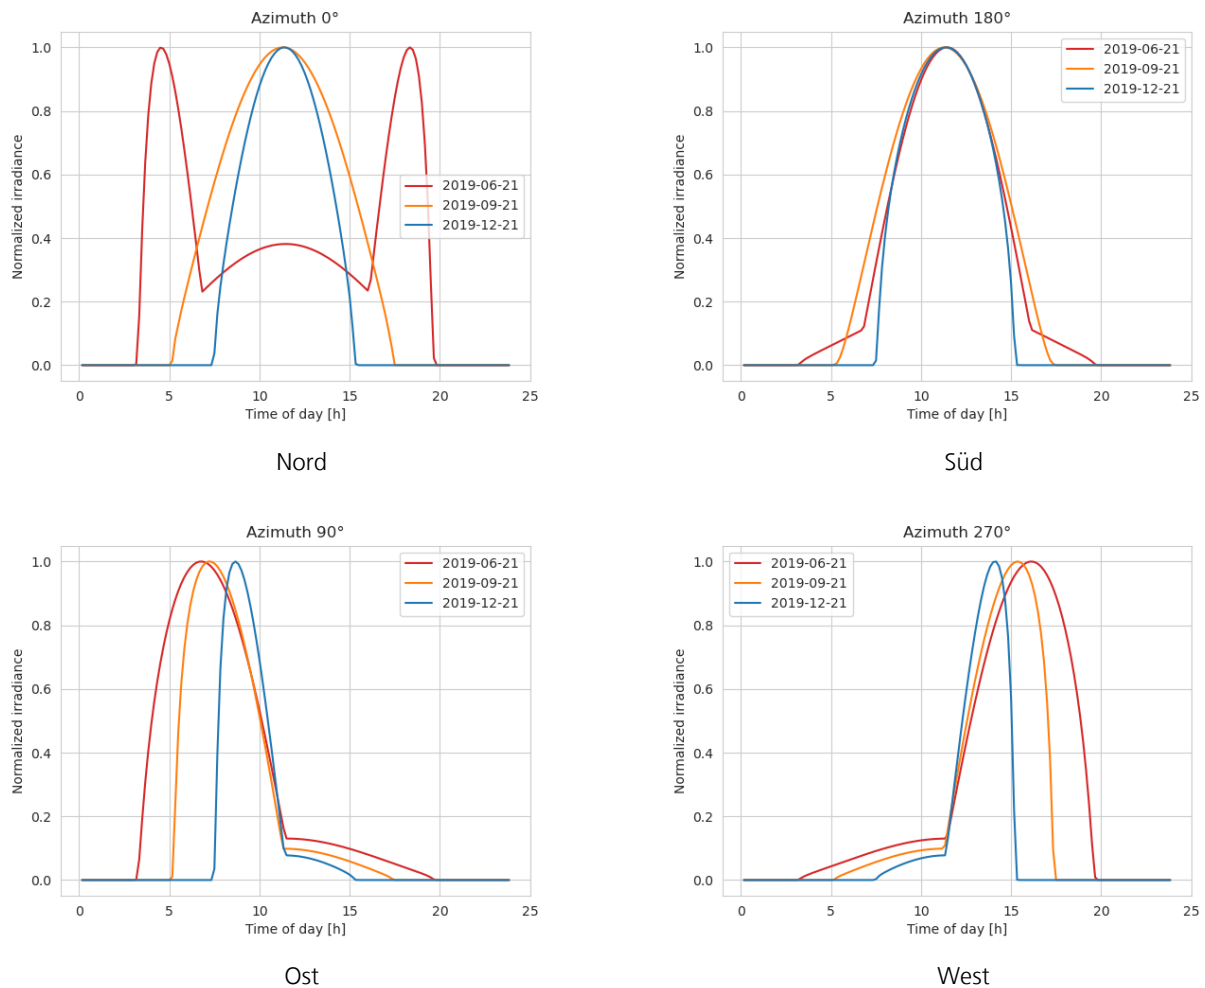 Azimuth 0°
1.0
0.8
0.6
0.4
0.2
0.0
Normalized irradiance
2019-06-21
2019-09-21
2019-12-21
0 5 10 15 20 25
Time of day [h]
Nord
Azimuth 180°
1.0
0.8
0.6
0.4
0.2
0.0
Normalized irradiance
2019-06-21
2019-09-21
2019-12-21
0 5 10 15 20 25
Time of day [h]
Süd
Azimuth 90°
1.0
0.8
0.6
0.4
0.2
0.0
Normalized irradiance
2019-06-21
2019-09-21
2019-12-21
0 5 10 15 20 25
Time of day [h]
Ost
Azimuth 270°
1.0
0.8
0.6
0.4
0.2
0.0
Normalized irradiance
2019-06-21
2019-09-21
2019-12-21
0 5 10 15 20 25
Time of day [h]
West